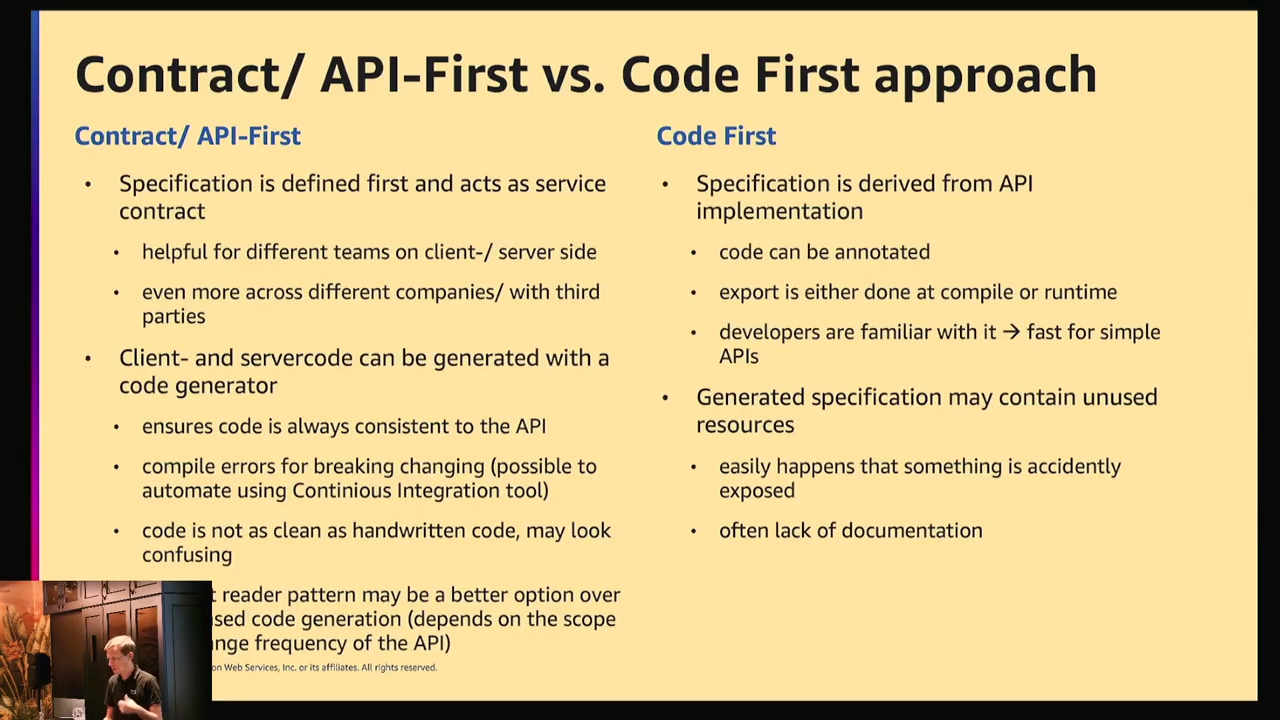 Contract/ API-First vs. Code First approach
Contract/ API-First
• Specification is defined first and acts as service
contract
• helpful for different teams on client-/ server side
• even more across different companies/ with third
parties
• Client- and servercode can be generated with a
code generator
• ensures code is always consistent to the API
• compile errors for breaking changing (possible to
automate using Continious Integration tool)
• code is not as clean as handwritten code, may look
confusing
reader pattern may be a better option over
code generation (depends on the scope
frequency of the API)
Web Services, Inc. or its affiliates. All rights reserved.
Code First
• Specification is derived from API
implementation
• code can be annotated
• export is either done at compile or runtime
• developers are familiar with it → fast for simple
APIs
• Generated specification may contain unused
resources
• easily happens that something is accidently
exposed
• often lack of documentation